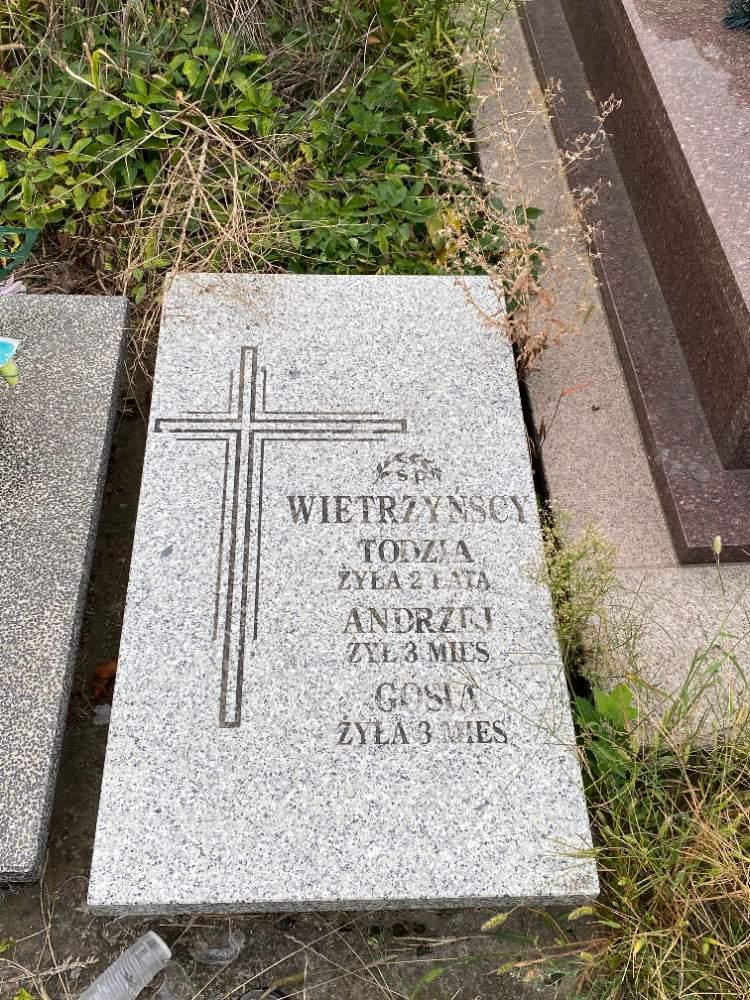 ś.p.
WIETRZYŃSCY
TODZIA
ŻYŁA 2 LATA
ANDRZEJ
ŻYŁ 3 MIES
GOSIA
ŻYŁA 3 MIES